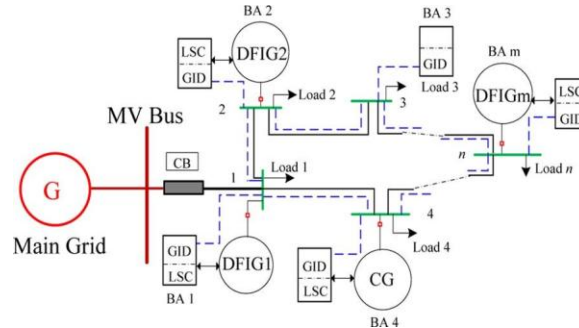 BA 2
BA 3
BA m
LSC
GID
DFIG2
GID
Load 3
DFIGm
LSC
GID
Load 2
MV Bus
2
3
CB
n
Load n
1
Load 1
G
4
Main Grid
GID
LSC
DFIG1
Load 4
GID
LSC
CG
BA 1
BA 4